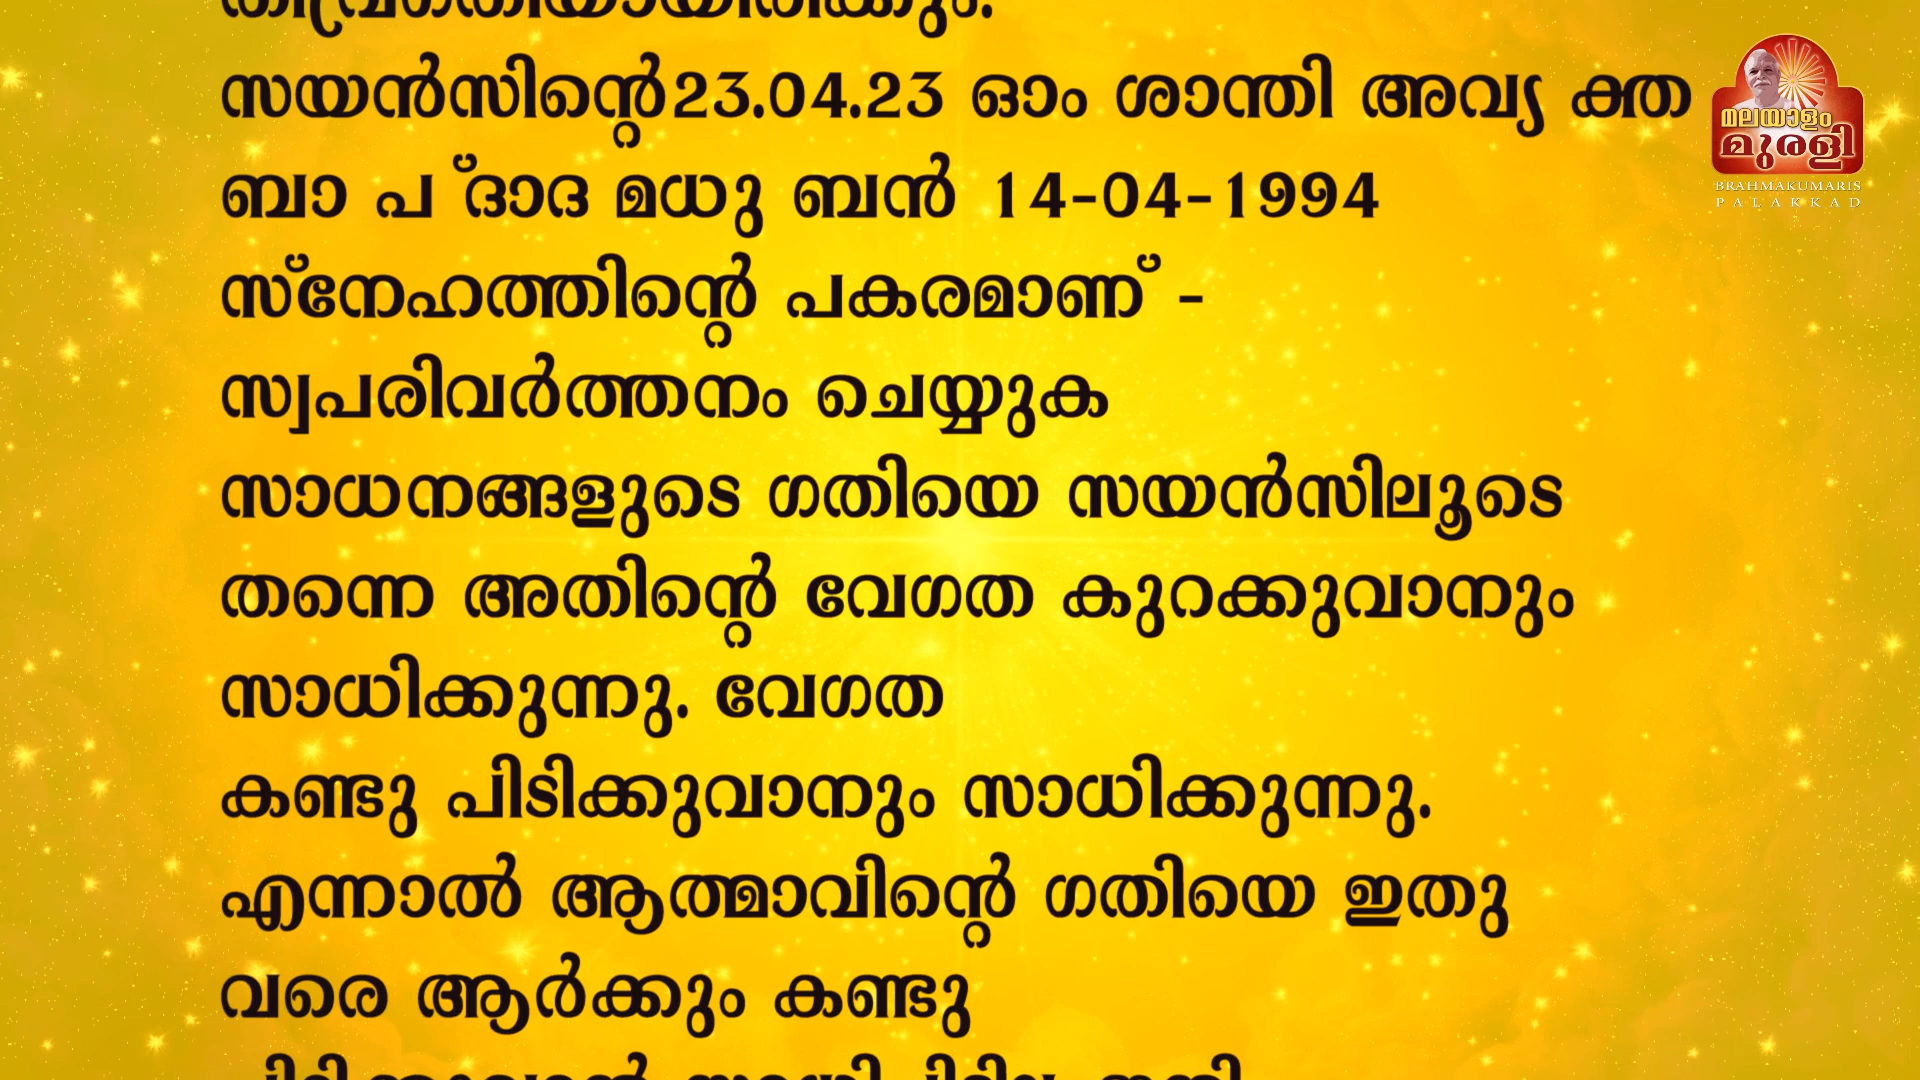 സയൻസിന്റെ23.04.23 ഓം ശാന്തി അവ്യ ക്ത
ബാ പ ്ദാദ മധു ബൻ 14-04-1994
സ്നേഹത്തിന്റെ പകരമാണ് -
സ്വപരിവർത്തനം ചെയ്യുക
സാധനങ്ങളുടെ ഗതിയെ സയൻസിലൂടെ
തന്നെ അതിന്റെ വേഗത കുറക്കുവാനും
സാധിക്കുന്നു. വേഗത
കണ്ടു പിടിക്കുവാനും സാധിക്കുന്നു.
എന്നാൽ ആത്മാവിന്റെ ഗതിയെ ഇതു
വരെ ആർക്കും കണ്ടു
മലയാളം
മുരളി
BRAHMAKUMARIS
PALAKKAD